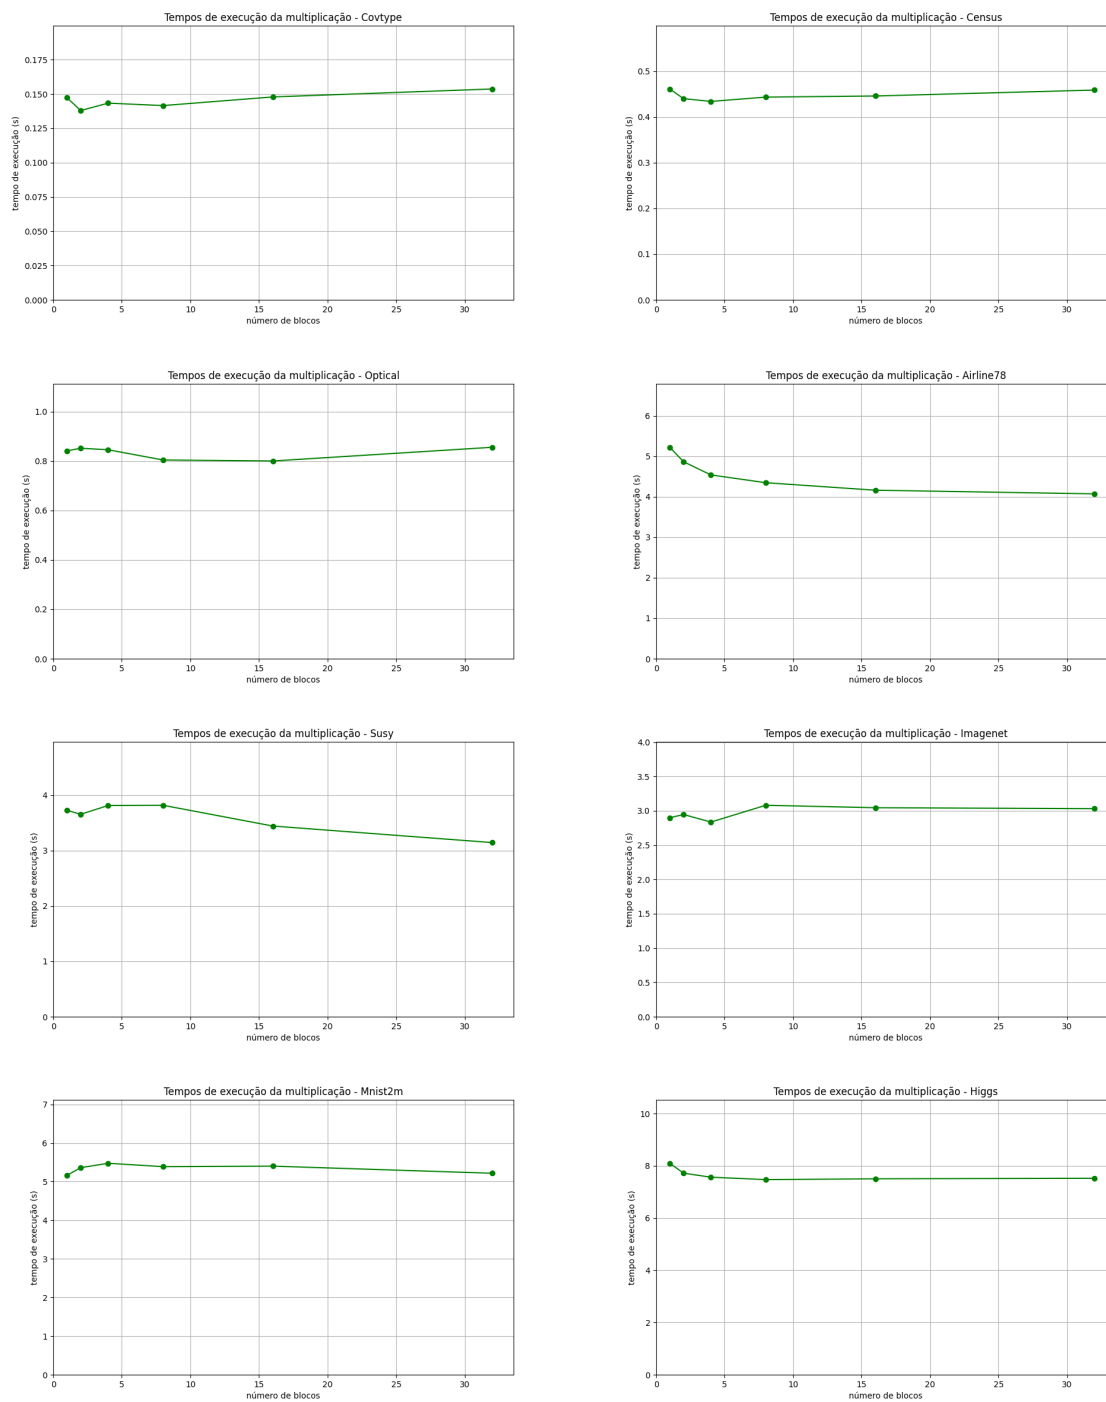 Tempos de execução da multiplicação - Covtype
tempo de execução (s)
0.175
0.150
0.125
0.100
0.075
0.050
0.025
0.000
0 5 10 15 20 25 30
número de blocos
Tempos de execução da multiplicação - Census
tempo de execução (s)
0.5
0.4
0.3
0.2
0.1
0.0
0 5 10 15 20 25 30
número de blocos
Tempos de execução da multiplicação - Optical
tempo de execução (s)
1.0
0.8
0.6
0.4
0.2
0.0
0 5 10 15 20 25 30
número de blocos
Tempos de execução da multiplicação - Airline78
tempo de execução (s)
6
5
4
3
2
1
0
0 5 10 15 20 25 30
número de blocos
Tempos de execução da multiplicação - Susy
tempo de execução (s)
4
3
2
1
0
0 5 10 15 20 25 30
número de blocos
Tempos de execução da multiplicação - Imagenet
tempo de execução (s)
4.0
3.5
3.0
2.5
2.0
1.5
1.0
0.5
0.0
0 5 10 15 20 25 30
número de blocos
Tempos de execução da multiplicação - Mnist2m
tempo de execução (s)
7
6
5
4
3
2
1
0
0 5 10 15 20 25 30
número de blocos
Tempos de execução da multiplicação - Higgs
tempo de execução (s)
10
8
6
4
2
0
0 5 10 15 20 25 30
número de blocos